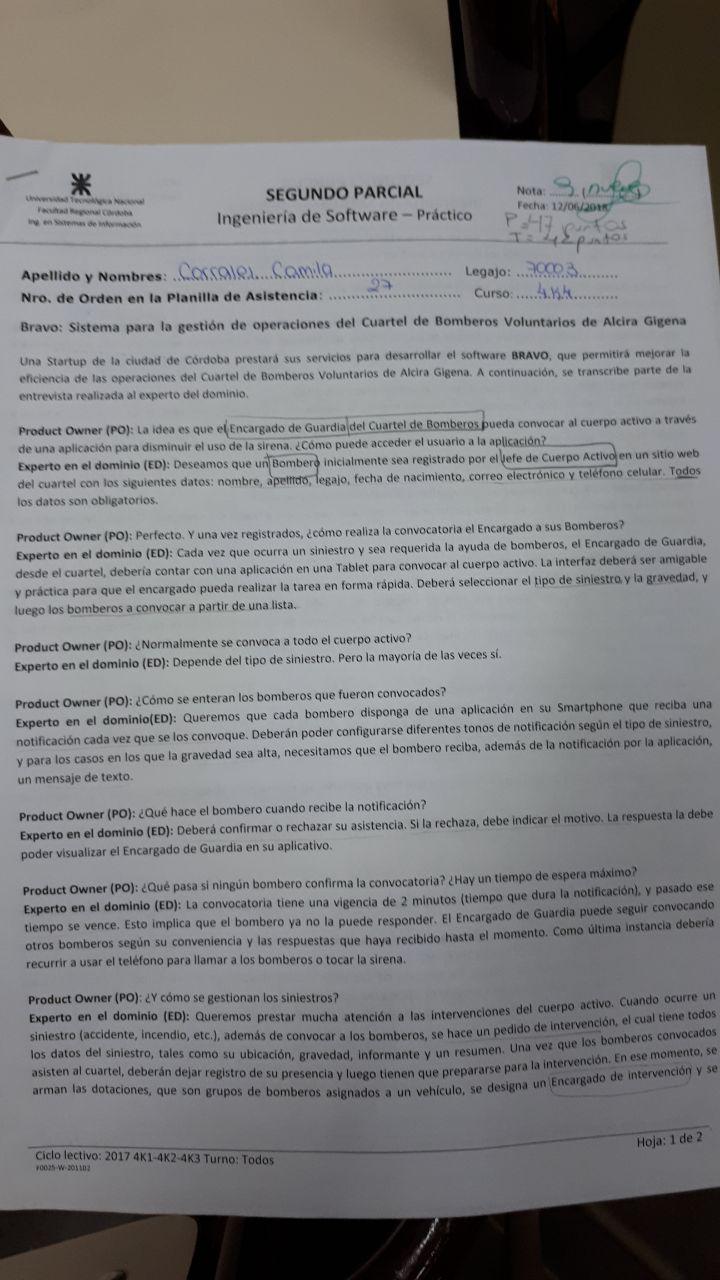 Universidad Tecnológica Nacional
Facultad Regional Córdoba
Ing. en Sistemas de Información
SEGUNDO PARCIAL
Ingeniería de Software – Práctico
Nota: 9 (nueve)
Fecha: 12/06/2018
P=47 puntos
T= 42 puntos
Apellido y Nombres: Corrales Camila Legajo: 70003
Nro. de Orden en la Planilla de Asistencia: 27 Curso: 4K4
Bravo: Sistema para la gestión de operaciones del Cuartel de Bomberos Voluntarios de Alcira Gigena
Una Startup de la ciudad de Córdoba prestará sus servicios para desarrollar el software BRAVO, que permitirá mejorar la
eficiencia de las operaciones del Cuartel de Bomberos Voluntarios de Alcira Gigena. A continuación, se transcribe parte de la
entrevista realizada al experto del dominio.
Product Owner (PO): La idea es que el Encargado de Guardia del Cuartel de Bomberos pueda convocar al cuerpo activo a través
de una aplicación para disminuir el uso de la sirena. ¿Cómo puede acceder el usuario a la aplicación?
Experto en el dominio (ED): Deseamos que un Bombero inicialmente sea registrado por el Jefe de Cuerpo Activo en un sitio web
del cuartel con los siguientes datos: nombre, apellido, legajo, fecha de nacimiento, correo electrónico y teléfono celular. Todos
los datos son obligatorios.
Product Owner (PO): Perfecto. Y una vez registrados, ¿cómo realiza la convocatoria el Encargado a sus Bomberos?
Experto en el dominio (ED): Cada vez que ocurra un siniestro y sea requerida la ayuda de bomberos, el Encargado de Guardia,
desde el cuartel, debería contar con una aplicación en una Tablet para convocar al cuerpo activo. La interfaz deberá ser amigable
y práctica para que el encargado pueda realizar la tarea en forma rápida. Deberá seleccionar el tipo de siniestro y la gravedad, y
luego los bomberos a convocar a partir de una lista.
Product Owner (PO): ¿Normalmente se convoca a todo el cuerpo activo?
Experto en el dominio (ED): Depende del tipo de siniestro. Pero la mayoría de las veces sí.
Product Owner (PO): ¿Cómo se enteran los bomberos que fueron convocados?
Experto en el dominio(ED): Queremos que cada bombero disponga de una aplicación en su Smartphone que reciba una
notificación cada vez que se los convoque. Deberán poder configurarse diferentes tonos de notificación según el tipo de siniestro,
y para los casos en los que la gravedad sea alta, necesitamos que el bombero reciba, además de la notificación por la aplicación,
un mensaje de texto.
Product Owner (PO): ¿Qué hace el bombero cuando recibe la notificación?
Experto en el dominio (ED): Deberá confirmar o rechazar su asistencia. Si la rechaza, debe indicar el motivo. La respuesta la debe
poder visualizar el Encargado de Guardia en su aplicativo.
Product Owner (PO): ¿Qué pasa si ningún bombero confirma la convocatoria? ¿Hay un tiempo de espera máximo?
Experto en el dominio (ED): La convocatoria tiene una vigencia de 2 minutos (tiempo que dura la notificación), y pasado ese
tiempo se vence. Esto implica que el bombero ya no la puede responder. El Encargado de Guardia puede seguir convocando
otros bomberos según su conveniencia y las respuestas que haya recibido hasta el momento. Como última instancia debería
recurrir a usar el teléfono para llamar a los bomberos o tocar la sirena.
Product Owner (PO): ¿Y cómo se gestionan los siniestros?
Experto en el dominio (ED): Queremos prestar mucha atención a las intervenciones del cuerpo activo. Cuando ocurre un
siniestro (accidente, incendio, etc.), además de convocar a los bomberos, se hace un pedido de intervención, el cual tiene todos
los datos del siniestro, tales como su ubicación, gravedad, informante y un resumen. Una vez que los bomberos convocados
asisten al cuartel, deberán dejar registro de su presencia y luego tienen que prepararse para la intervención. En ese momento, se
arman las dotaciones, que son grupos de bomberos asignados a un vehículo, se designa un Encargado de intervención y se
Ciclo lectivo: 2017 4K1-4K2-4K3 Turno: Todos
F0025-W-201102
Hoja: 1 de 2